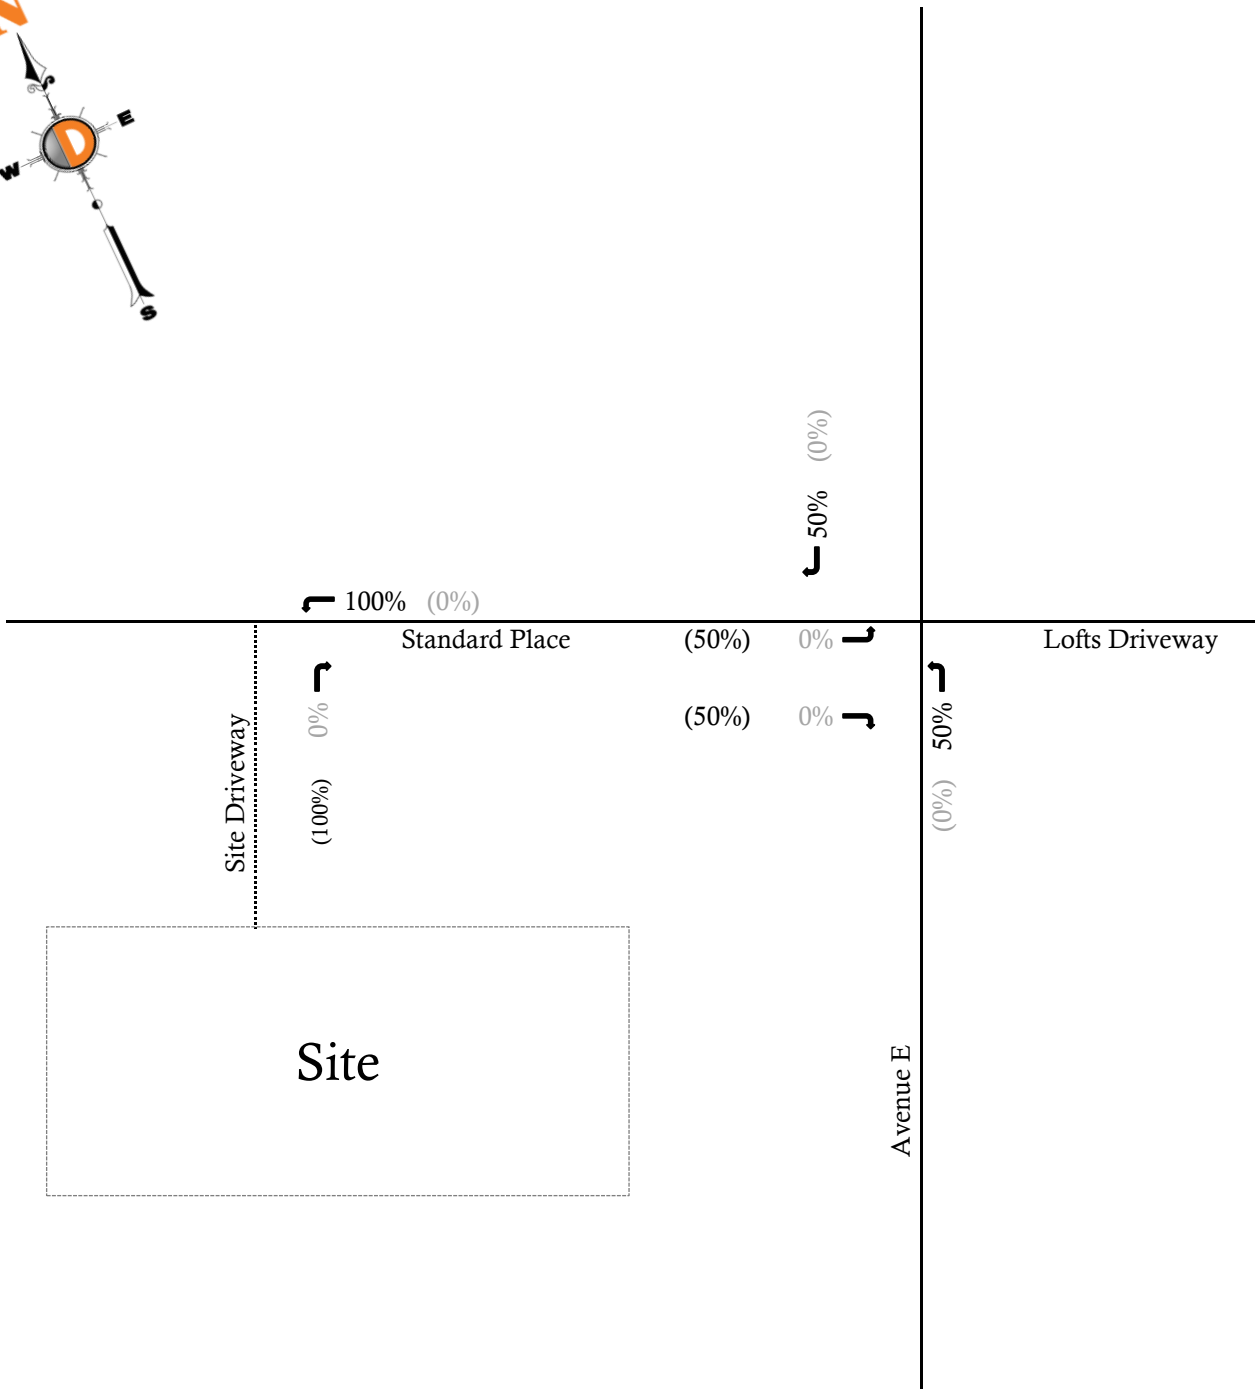 N
E
D
W
S
(0%)
50%
100% (0%)
Standard Place
(50%) 0%
Lofts Driveway
(50%) 0%
50%
(0%)
0%
(100%)
Site Driveway
Site
Avenue E